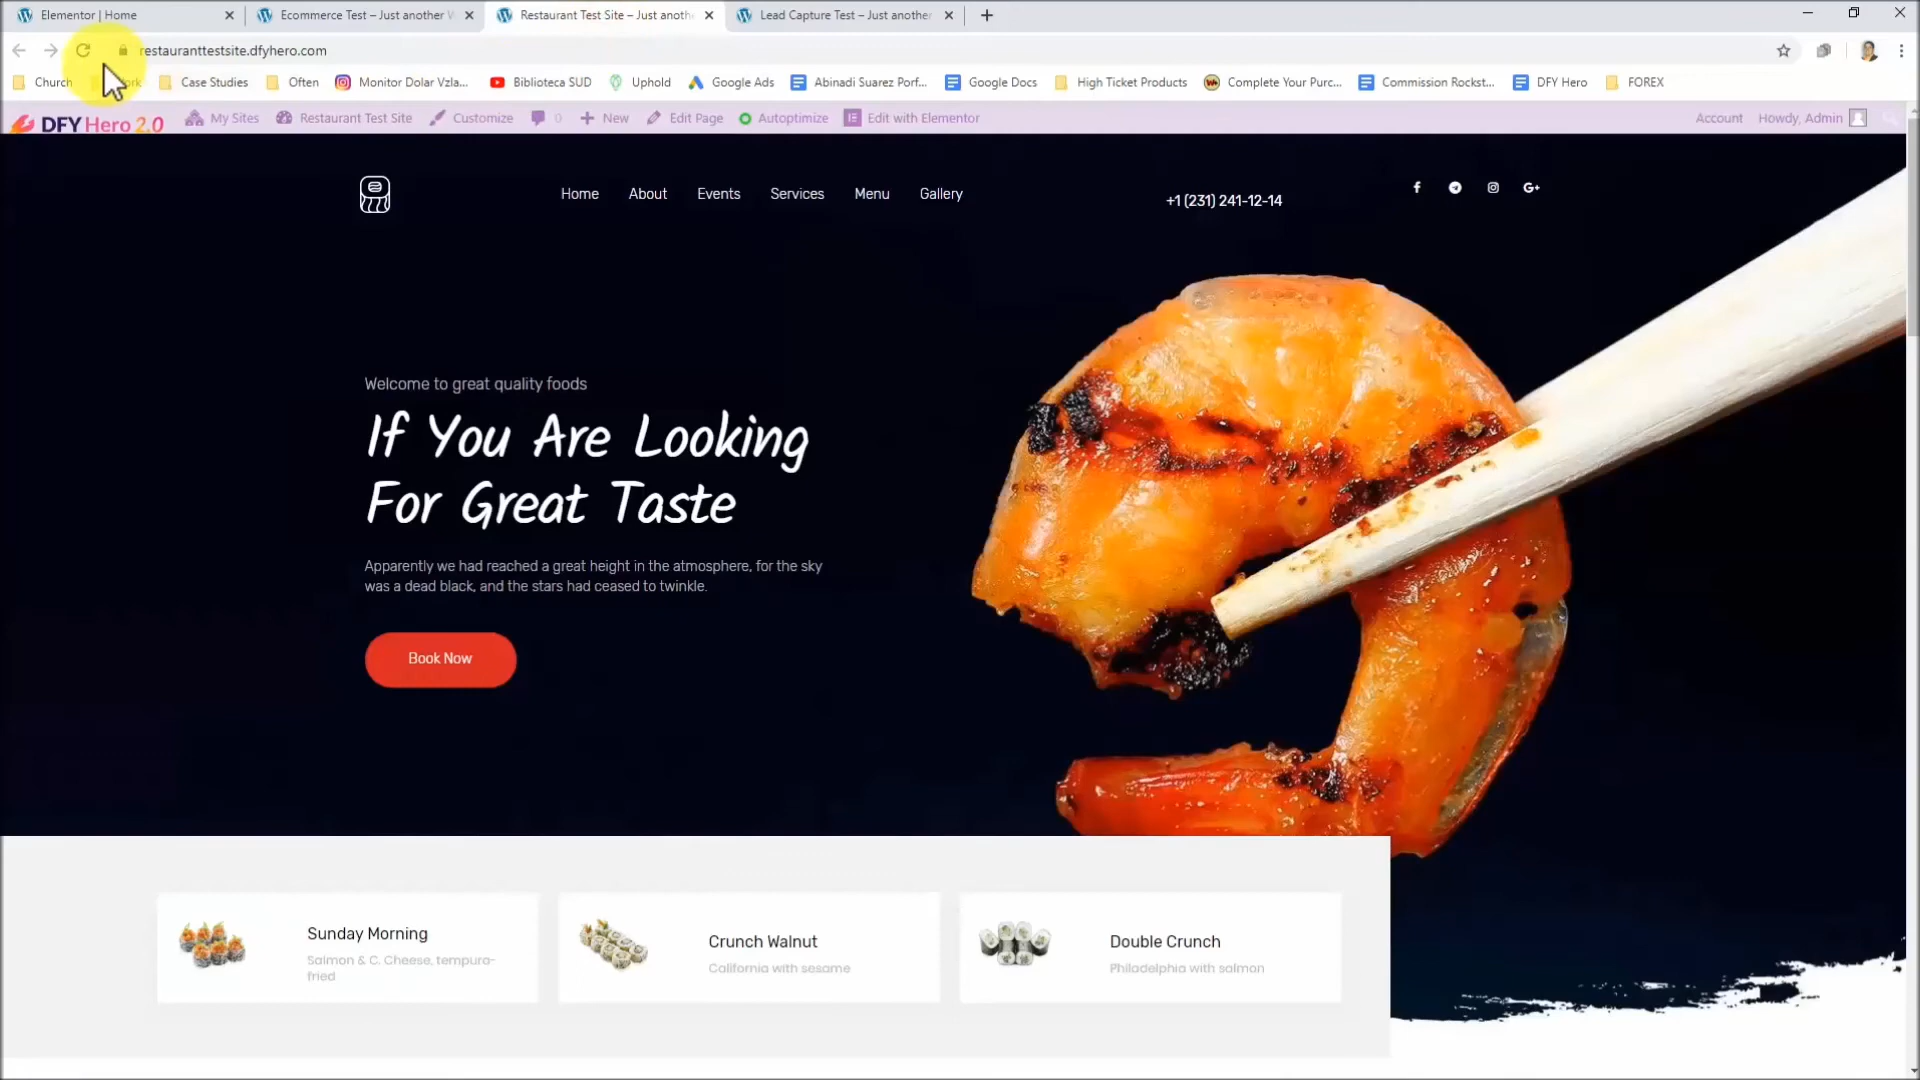 Elementor | Home
Ecommerce Test – Just another W
Restaurant Test Site – Just anoth
Lead Capture Test – Just another
restauranttestsite.dfyhero.com
Church
Case Studies
Often
Monitor Dolar Vzla...
Biblioteca SUD
Uphold
Google Ads
Abinadi Suarez Porf...
Google Docs
High Ticket Products
Complete Your Purc...
Commission Rockst...
DFY Hero
FOREX
DFY Hero 2.0
My Sites
Restaurant Test Site
Customize
0
New
Edit Page
Autoptimize
Edit with Elementor
Account
Howdy, Admin
Home
About
Events
Services
Menu
Gallery
+1 (231) 241-12-14
Welcome to great quality foods
If You Are Looking
For Great Taste
Apparently we had reached a great height in the atmosphere, for the sky
was a dead black, and the stars had ceased to twinkle.
Book Now
Sunday Morning
Salmon & C. Cheese, tempura-
fried
Crunch Walnut
California with sesame
Double Crunch
Philadelphia with salmon